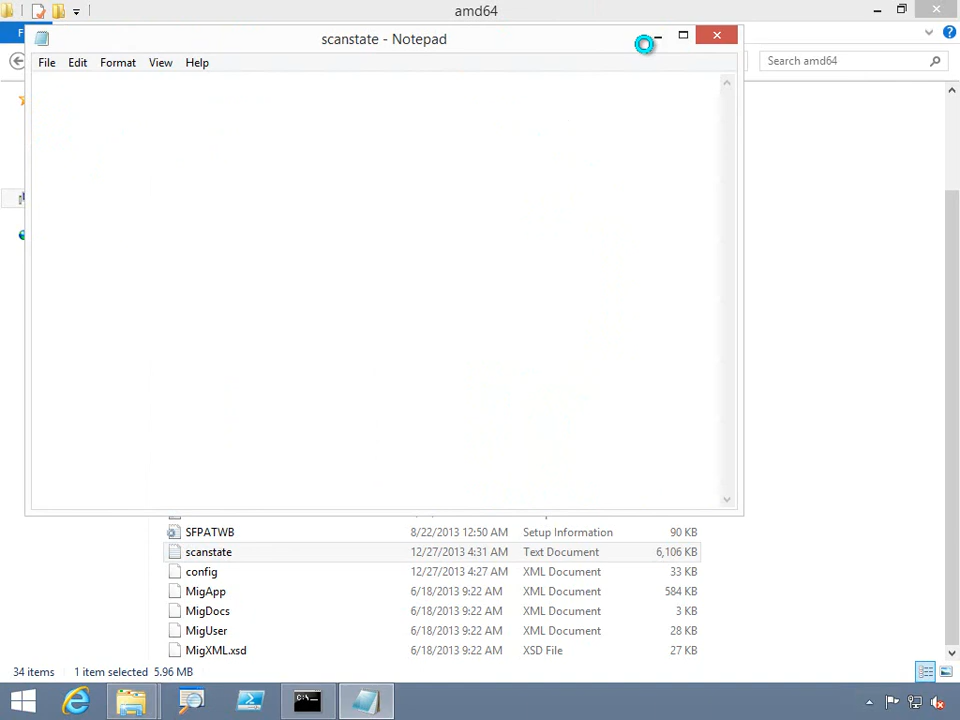 amd64
scanstate - Notepad
File Edit Format View Help
Search amd64
SFPATWB 8/22/2013 12:50 AM Setup Information 90 KB
scanstate 12/27/2013 4:31 AM Text Document 6,106 KB
config 12/27/2013 4:27 AM XML Document 33 KB
MigApp 6/18/2013 9:22 AM XML Document 584 KB
MigDocs 6/18/2013 9:22 AM XML Document 3 KB
MigUser 6/18/2013 9:22 AM XML Document 28 KB
MigXML.xsd 6/18/2013 9:22 AM XSD File 27 KB
34 items 1 item selected 5.96 MB